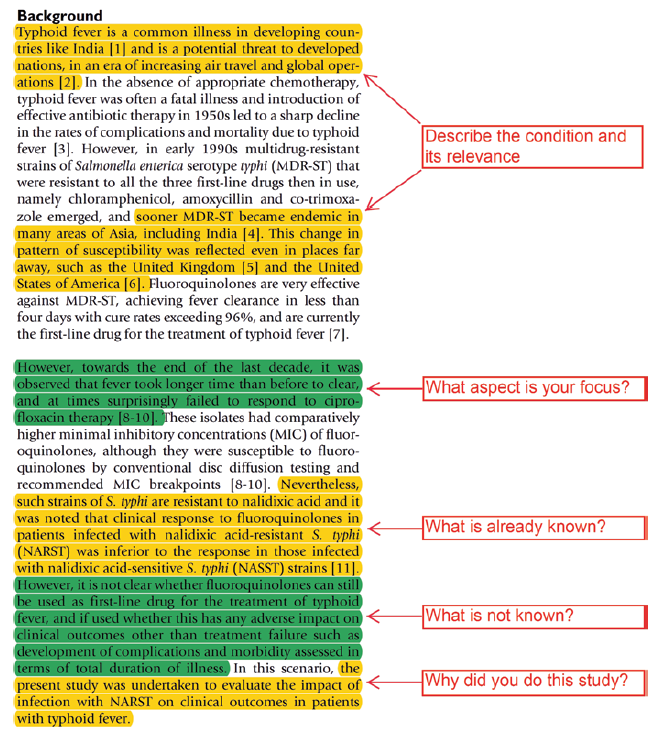 Background
Typhoid fever is a common illness in developing coun-
tries like India [1] and is a potential threat to developed
nations, in an era of increasing air travel and global oper-
ations [2]. In the absence of appropriate chemotherapy,
typhoid fever was often a fatal illness and introduction of
effective antibiotic therapy in 1950s led to a sharp decline
in the rates of complications and mortality due to typhoid
fever [3]. However, in early 1990s multidrug-resistant
strains of Salmonella enterica serotype typhi (MDR-ST) that
were resistant to all the three first-line drugs then in use,
namely chloramphenicol, amoxycillin and co-trimoxa-
zole emerged, and sooner MDR-ST became endemic in
many areas of Asia, including India [4]. This change in
pattern of susceptibility was reflected even in places far
away, such as the United Kingdom [5] and the United
States of America [6]. Fluoroquinolones are very effective
against MDR-ST, achieving fever clearance in less than
four days with cure rates exceeding 96%, and are currently
the first-line drug for the treatment of typhoid fever [7].
However, towards the end of the last decade, it was
observed that fever took longer time than before to clear,
and at times surprisingly failed to respond to cipro-
floxacin therapy [8-10]. These isolates had comparatively
higher minimal inhibitory concentrations (MIC) of fluor-
oquinolones, although they were susceptible to fluoro-
quinolones by conventional disc diffusion testing and
recommended MIC breakpoints [8-10]. Nevertheless,
such strains of S. typhi are resistant to nalidixic acid and it
was noted that clinical response to fluoroquinolones in
patients infected with nalidixic acid-resistant S. typhi
(NARST) was inferior to the response in those infected
with nalidixic acid-sensitive S. typhi (NASST) strains [11].
However, it is not clear whether fluoroquinolones can still
be used as first-line drug for the treatment of typhoid
fever, and if used whether this has any adverse impact on
clinical outcomes other than treatment failure such as
development of complications and morbidity assessed in
terms of total duration of illness. In this scenario, the
present study was undertaken to evaluate the impact of
infection with NARST on clinical outcomes in patients
with typhoid fever.
Describe the condition and
its relevance
What aspect is your focus?
What is already known?
What is not known?
Why did you do this study?